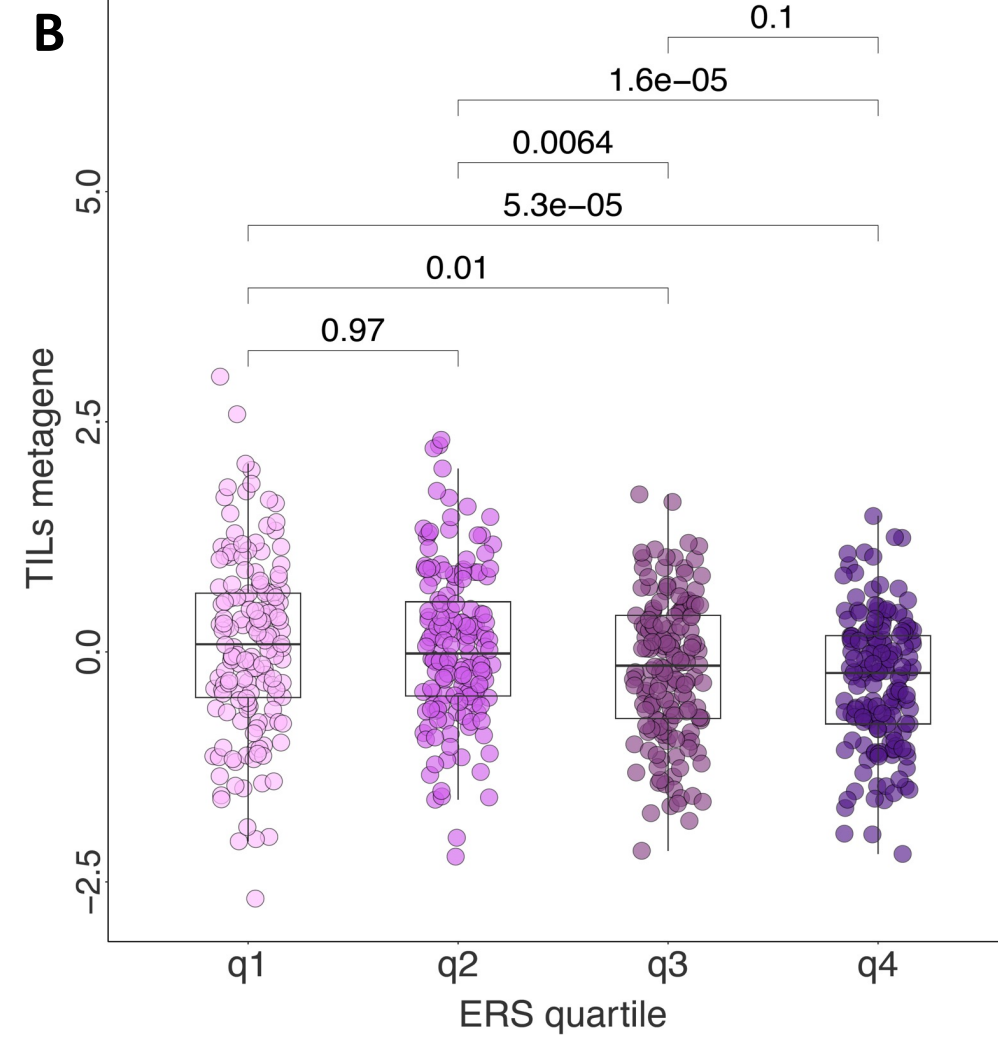 B
0.1
1.6e−05
0.0064
5.3e−05
0.01
0.97
TILs metagene
5.0
2.5
0.0
−2.5
q1 q2 q3 q4
ERS quartile